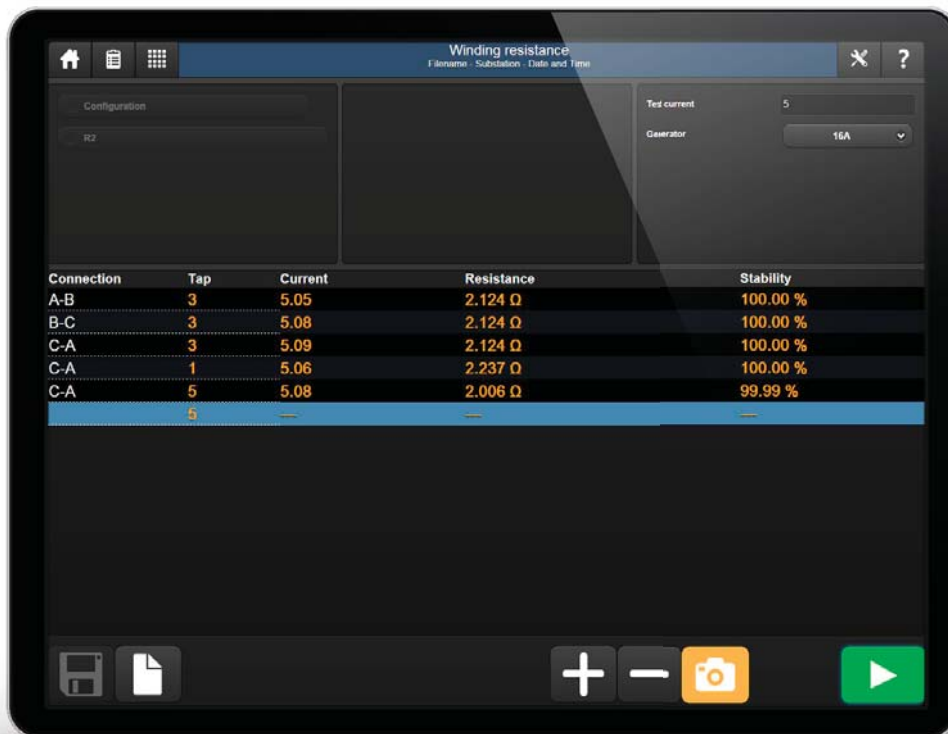 Winding resistance
Filename - Substation - Date and Time
?
Configuration
R2
Test current 5
Generator 16A
Connection Tap Current Resistance Stability
A-B 3 5.05 2.124 Ω 100.00 %
B-C 3 5.08 2.124 Ω 100.00 %
C-A 3 5.09 2.124 Ω 100.00 %
C-A 1 5.06 2.237 Ω 100.00 %
C-A 5 5.08 2.006 Ω 99.99 %
5 — — —